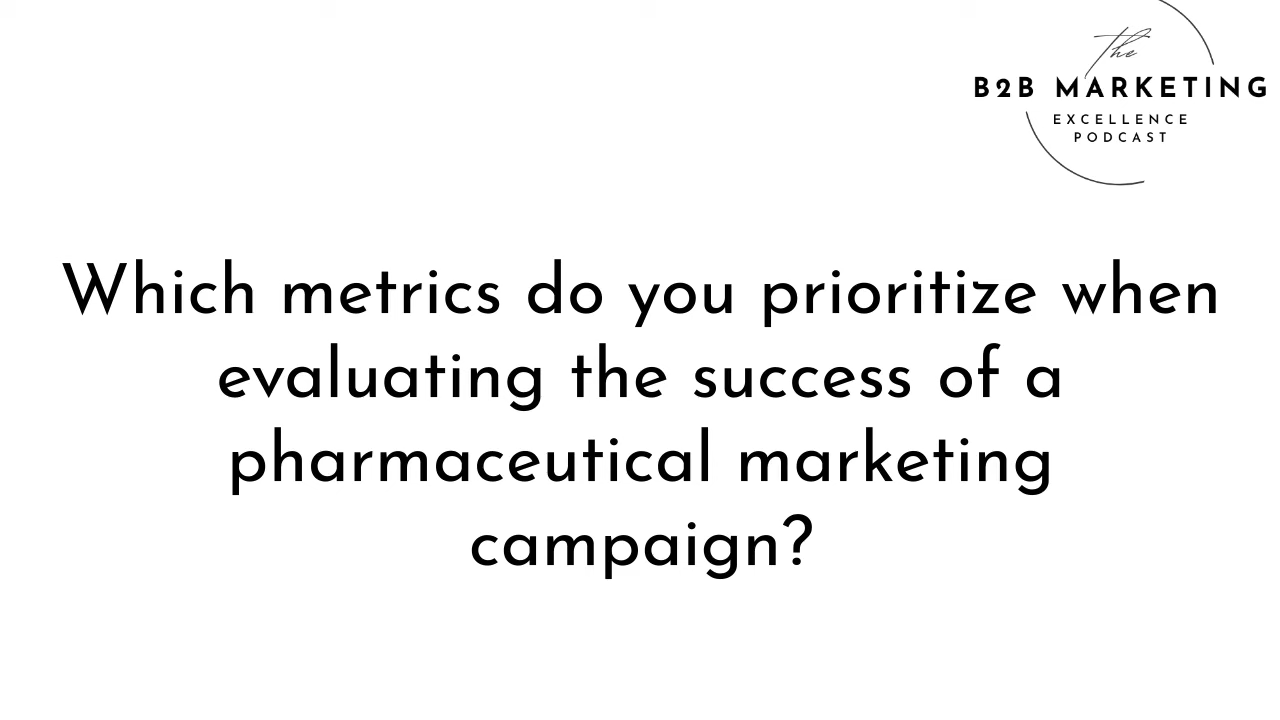 the
B2B MARKETING
EXCELLENCE
PODCAST
Which metrics do you prioritize when
evaluating the success of a
pharmaceutical marketing
campaign?